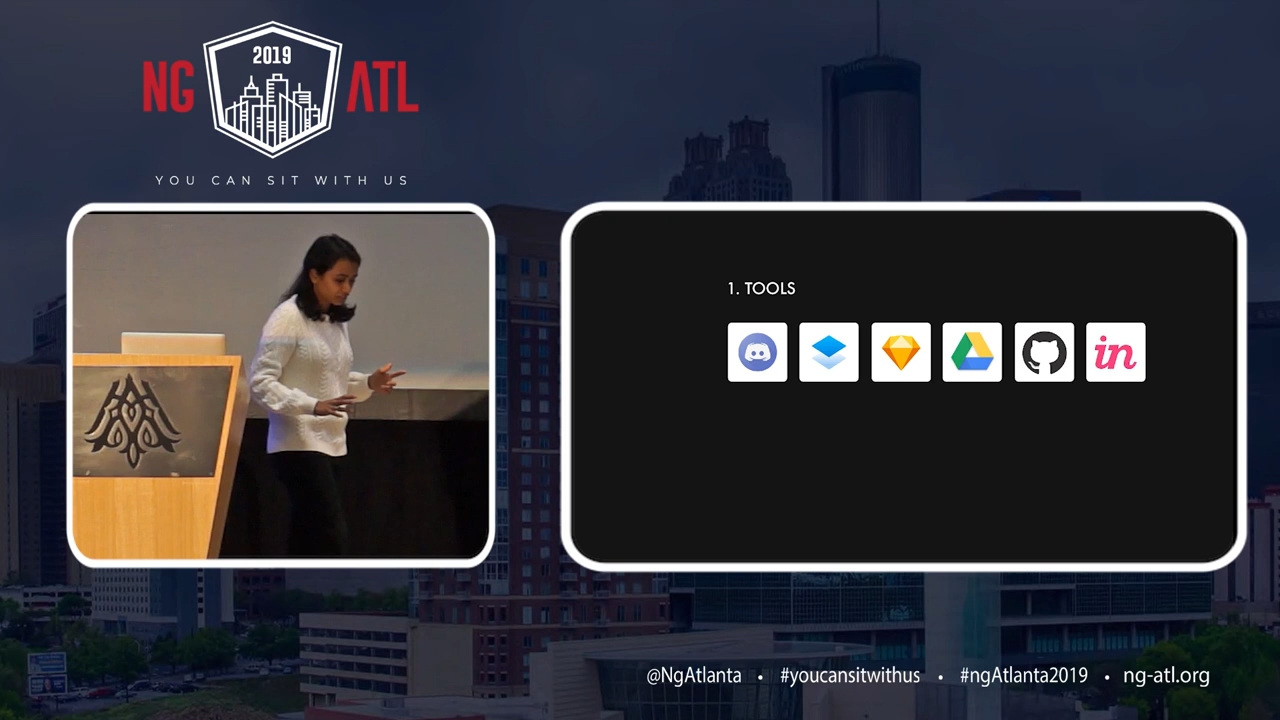 2019
NG ATL
YOU CAN SIT WITH US
1. TOOLS
in
@NgAtlanta • #youcansitwithus • #ngAtlanta2019 • ng-atl.org